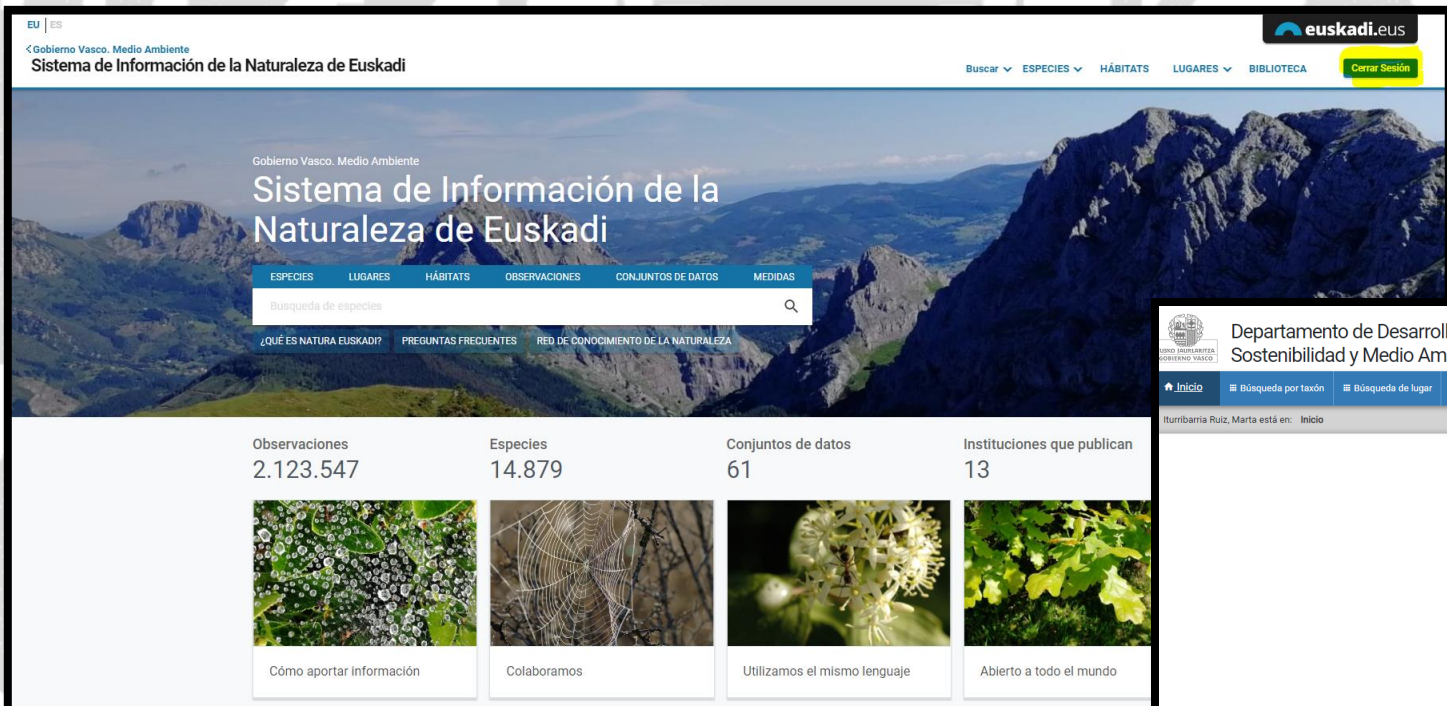 EU | ES
euskadi.eus
<Gobierno Vasco. Medio Ambiente
Sistema de Información de la Naturaleza de Euskadi
Buscar ESPECIES HÁBITATS LUGARES BIBLIOTECA Cerrar Sesión
Gobierno Vasco. Medio Ambiente
Sistema de Información de la
Naturaleza de Euskadi
ESPECIES LUGARES HÁBITATS OBSERVACIONES CONJUNTOS DE DATOS MEDIDAS
Busqueda de especies
¿QUÉ ES NATURA EUSKADI? PREGUNTAS FRECUENTES RED DE CONOCIMIENTO DE LA NATURALEZA
Observaciones
2.123.547
Especies
14.879
Conjuntos de datos
61
Instituciones que publican
13
Cómo aportar información
Colaboramos
Utilizamos el mismo lenguaje
Abierto a todo el mundo
Departamento de Desarroll
Sostenibilidad y Medio Am
GOBIERNO VASCO
Inicio Búsqueda por taxón Búsqueda de lugar
Iturribarria Ruiz, Marta está en: Inicio